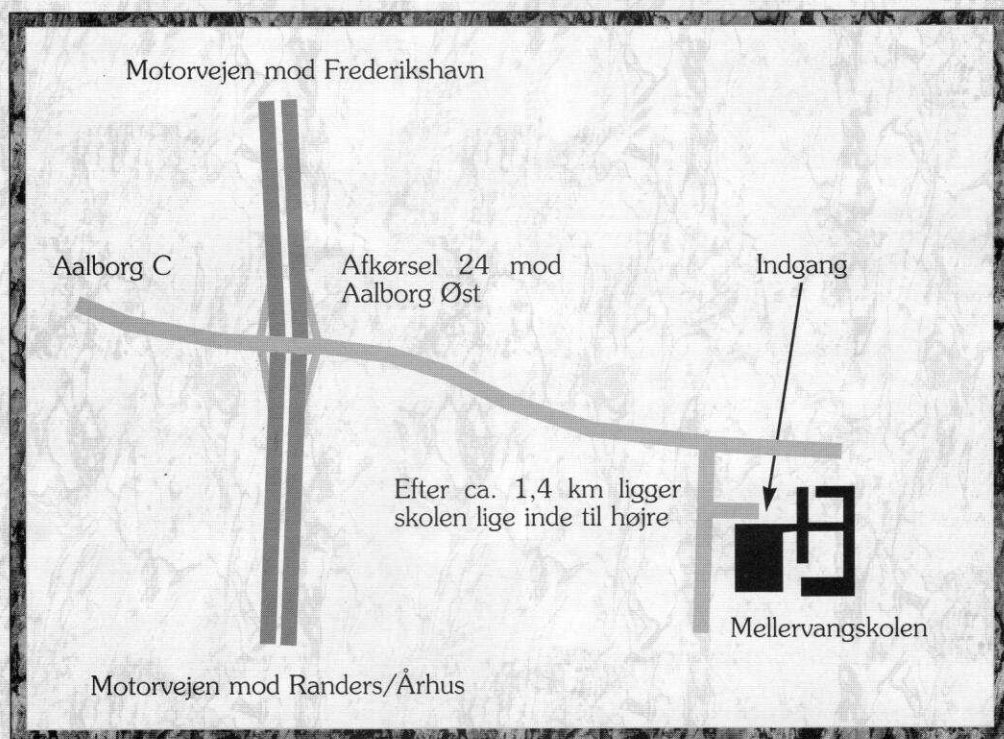 Motorvejen mod Frederikshavn
Aalborg C
Afkørsel 24 mod
Aalborg Øst
Indgang
Efter ca. 1,4 km ligger
skolen lige inde til højre
Mellervangskolen
Motorvejen mod Randers/Århus